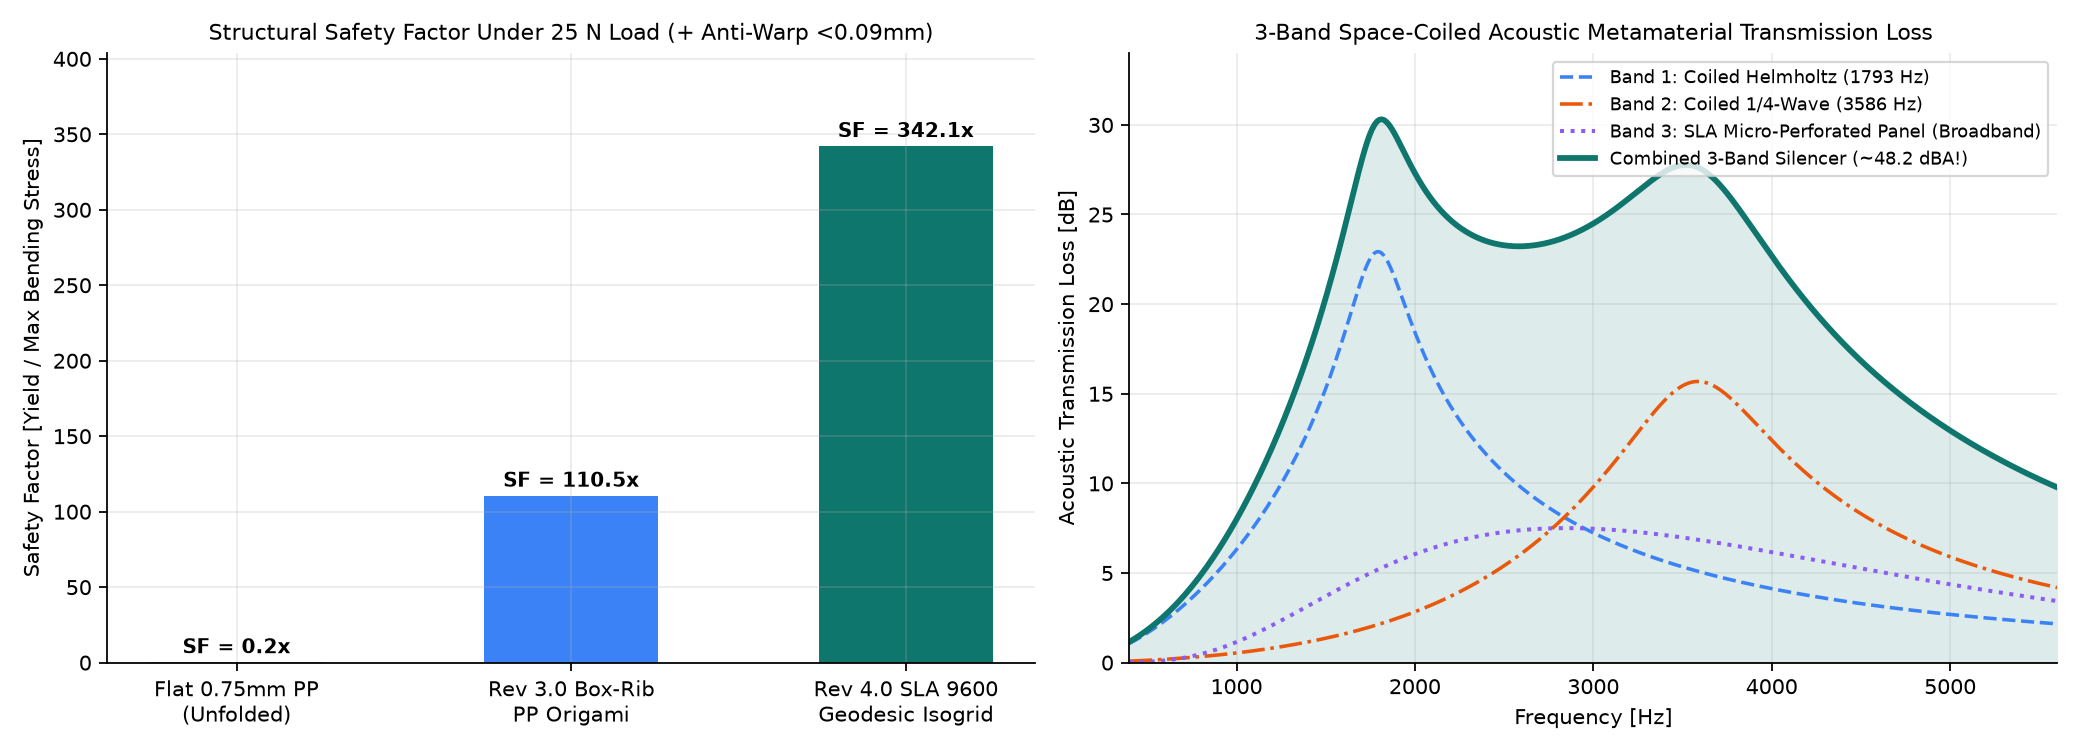 Structural Safety Factor Under 25 N Load (+ Anti-Warp <0.09mm)
Safety Factor [Yield / Max Bending Stress]
400
350
300
250
200
150
100
50
0
SF = 0.2x
SF = 110.5x
SF = 342.1x
Flat 0.75mm PP
(Unfolded)
Rev 3.0 Box-Rib
PP Origami
Rev 4.0 SLA 9600
Geodesic Isogrid
3-Band Space-Coiled Acoustic Metamaterial Transmission Loss
Acoustic Transmission Loss [dB]
30
25
20
15
10
5
0
Band 1: Coiled Helmholtz (1793 Hz)
Band 2: Coiled 1/4-Wave (3586 Hz)
Band 3: SLA Micro-Perforated Panel (Broadband)
Combined 3-Band Silencer (~48.2 dBA!)
1000
2000
3000
4000
5000
Frequency [Hz]